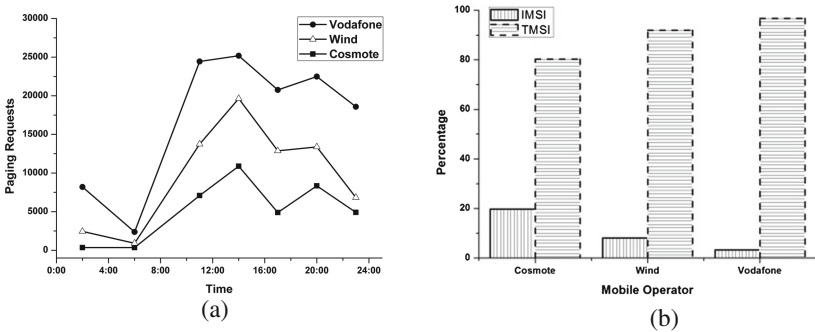 30000
25000
20000
15000
10000
5000
0
Paging Requests
Vodafone
Wind
Cosmote
0:00 4:00 8:00 12:00 16:00 20:00 24:00
Time
(a)
100
80
60
40
20
0
Percentage
IMSI
TMSI
Cosmote Wind Vodafone
Mobile Operator
(b)